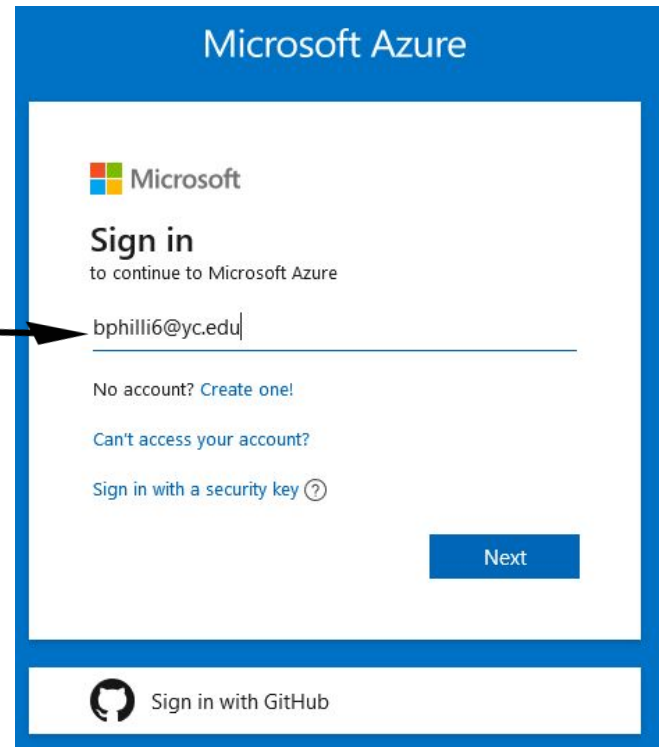 Microsoft Azure
Microsoft
Sign in
to continue to Microsoft Azure
bphilli6@yc.edu
No account? Create one!
Can't access your account?
Sign in with a security key ?
Next
Sign in with GitHub